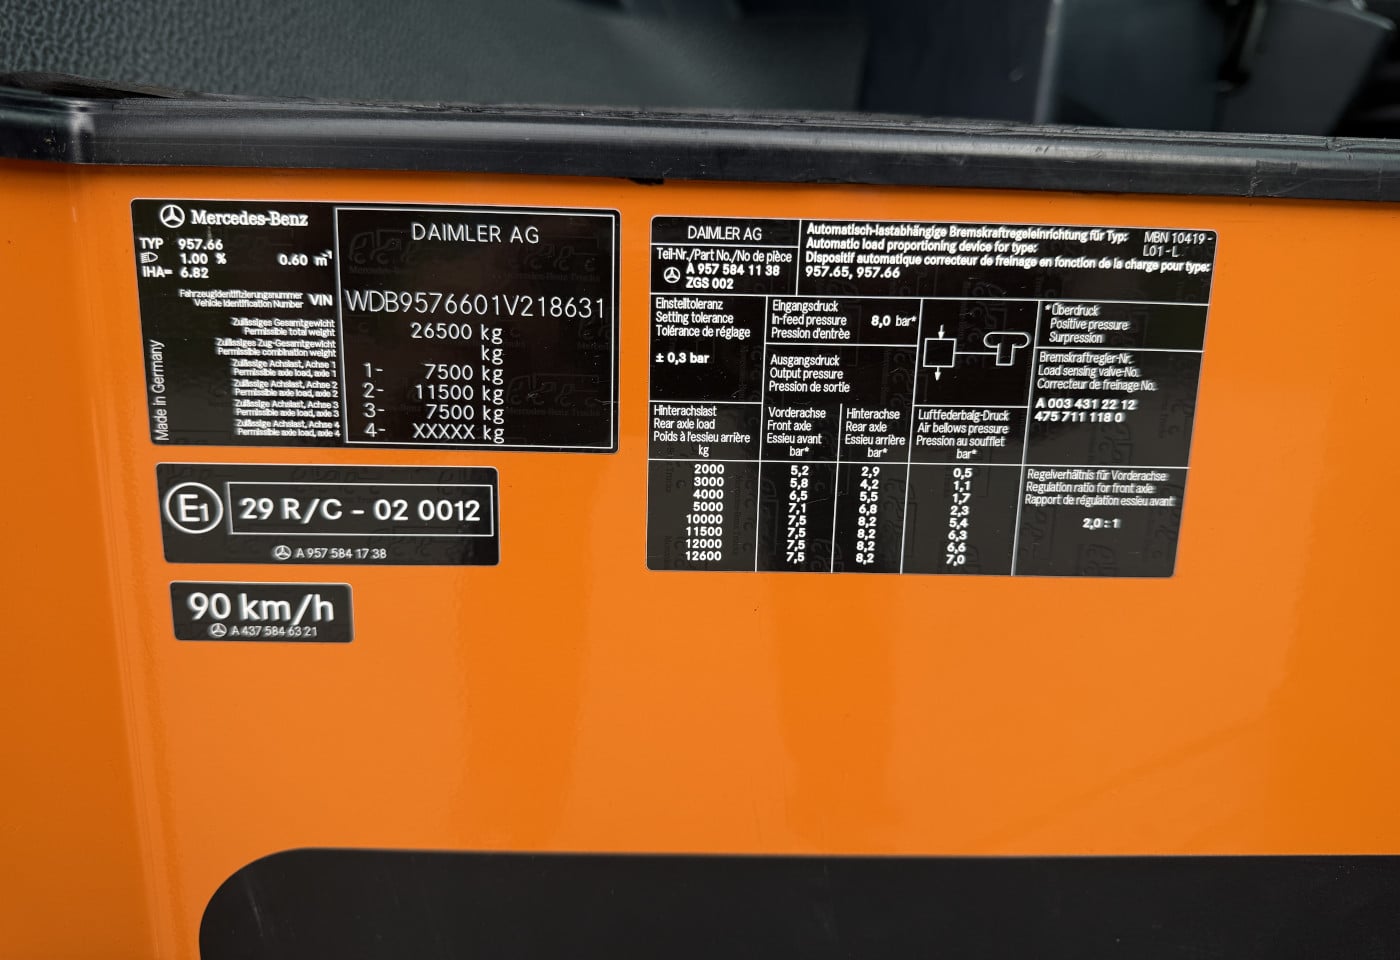 Mercedes-Benz
TYP 957.66
1.00 % 0.60 m³
IHA= 6.82
Fahrzeugidentifizierungsnummer
Vehicle Identification Number VIN
Zulässiges Gesamtgewicht
Permissible total weight
Zulässiges Zug-Gesamtgewicht
Permissible combination weight
Zulässige Achslast, Achse 1
Permissible axle load, axle 1
Zulässige Achslast, Achse 2
Permissible axle load, axle 2
Zulässige Achslast, Achse 3
Permissible axle load, axle 3
Zulässige Achslast, Achse 4
Permissible axle load, axle 4
Made in Germany
DAIMLER AG
WDB9576601V218631
26500 kg
kg
1- 7500 kg
2- 11500 kg
3- 7500 kg
4- XXXXX kg
E1 29 R/C - 02 0012
A 957 584 17 38
90 km/h
A 437 584 63 21
DAIMLER AG
Teil-Nr./Part No./No de pièce
A 957 584 11 38
ZGS 002
Automatisch-lastabhängige Bremskraftregeleinrichtung für Typ:
Automatic load proportioning device for type:
Dispositif automatique correcteur de freinage en fonction de la charge pour type:
957.65, 957.66
MBN 10419 -
L01 - L
Einstelltoleranz
Setting tolerance
Tolérance de réglage
± 0,3 bar
Eingangsdruck
In-feed pressure 8,0 bar*
Pression d'entrée
Ausgangsdruck
Output pressure
Pression de sortie
*Überdruck
Positive pressure
Surpression
Bremskraftregler-Nr.
Load sensing valve-No.
Correcteur de freinage No.
A 003 431 22 12
475 711 118 0
Hinterachslast
Rear axle load
Poids à l'essieu arrière
kg
Vorderachse
Front axle
Essieu avant
bar*
Hinterachse
Rear axle
Essieu arrière
bar*
Luftfederbalg-Druck
Air bellows pressure
Pression au soufflet
bar*
2000 5,2 2,9 0,5
3000 5,8 4,2 1,1
4000 6,5 5,5 1,7
5000 7,1 6,8 2,3
10000 7,5 8,2 5,4
11500 7,5 8,2 6,3
12000 7,5 8,2 6,6
12600 7,5 8,2 7,0
Regelverhältnis für Vorderachse
Regulation ratio for front axle
Rapport de régulation essieu avant
2,0 : 1